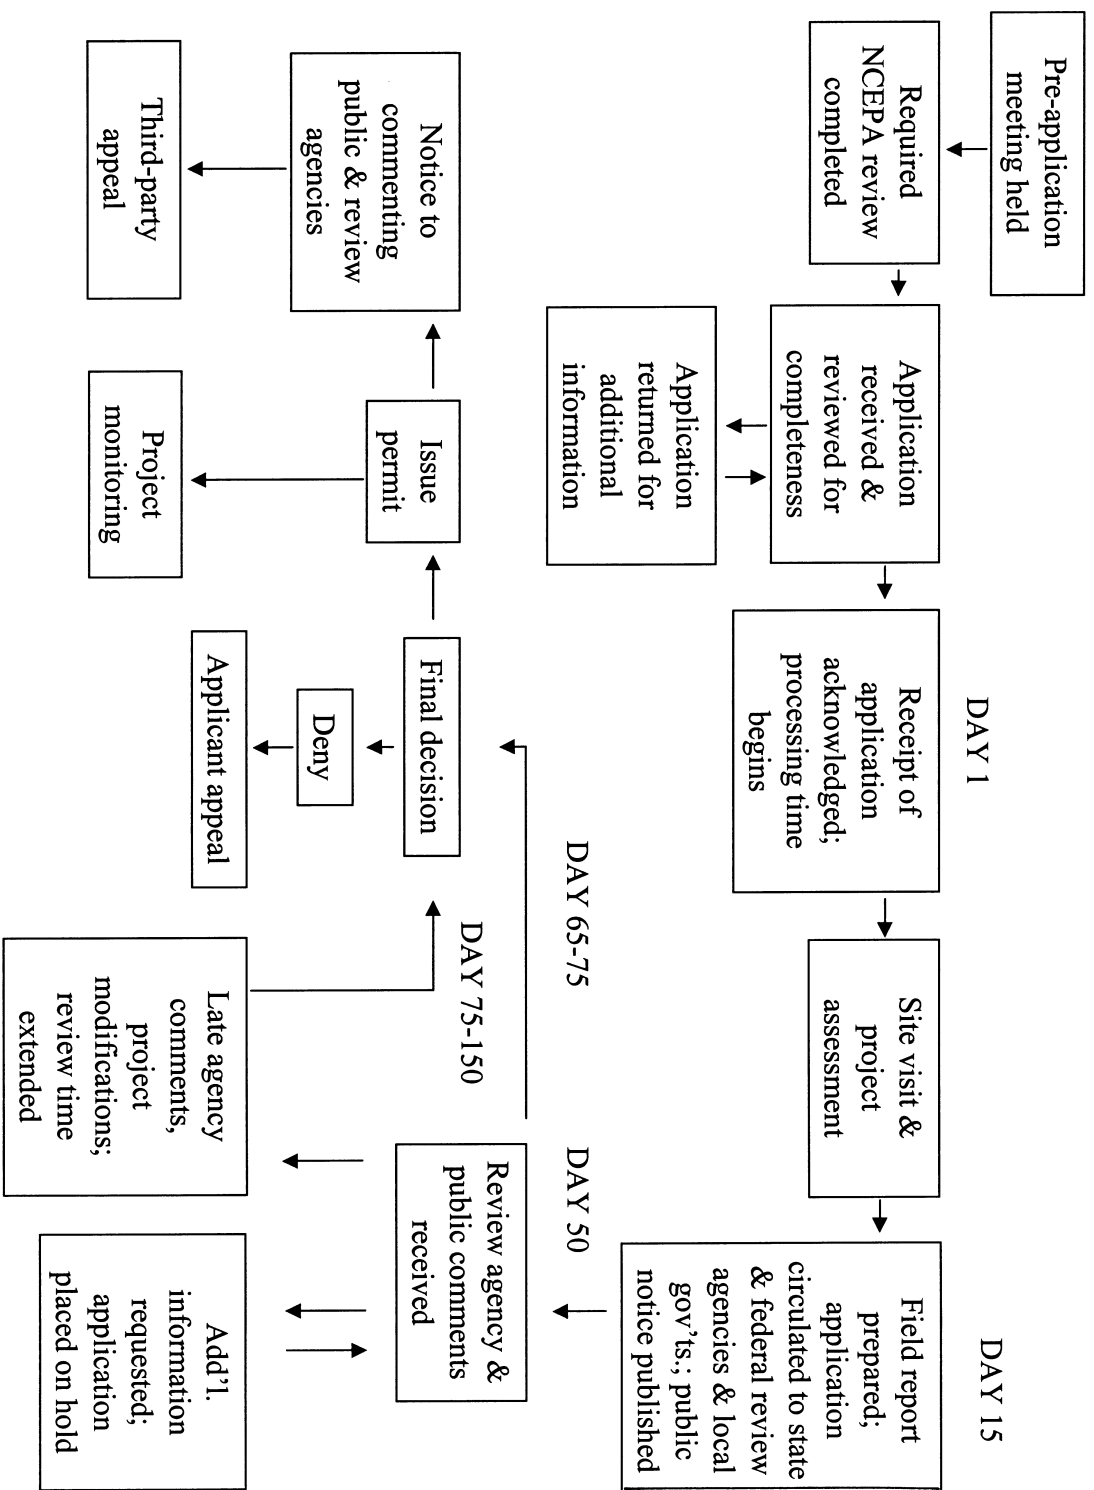 Pre-application
meeting held
Required
NCEPA review
completed
Application
received &
reviewed for
completeness
Application
returned for
additional
information
DAY 1
Receipt of
application
acknowledged;
processing time
begins
Site visit &
project
assessment
DAY 15
Field report
prepared;
application
circulated to state
& federal review
agencies & local
gov'ts.; public
notice published
DAY 50
Review agency &
public comments
received
Add'l.
information
requested;
application
placed on hold
Late agency
comments,
project
modifications;
review time
extended
DAY 65-75
DAY 75-150
Final decision
Deny
Applicant appeal
Issue
permit
Project
monitoring
Notice to
commenting
public & review
agencies
Third-party
appeal